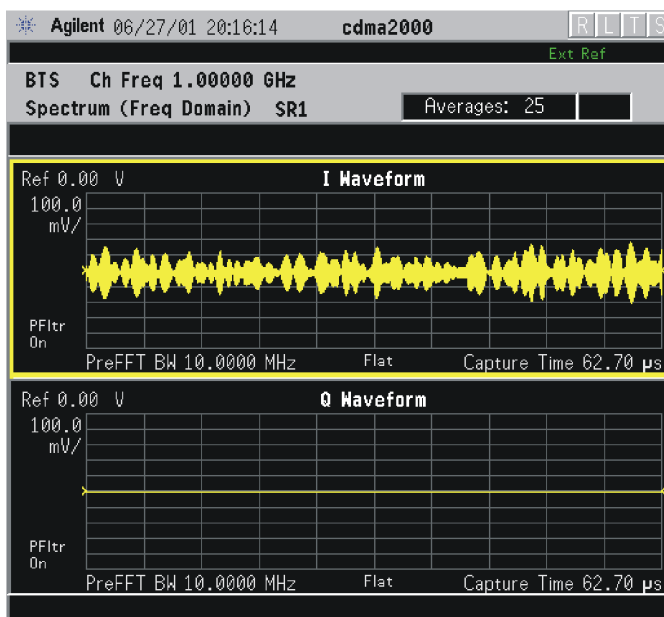 Agilent 06/27/01 20:16:14 cdma2000 R L T S
Ext Ref
BTS Ch Freq 1.00000 GHz
Spectrum (Freq Domain) SR1 Averages: 25
Ref 0.00 V I Waveform
100.0
mV/
PFltr
On
PreFFT BW 10.0000 MHz Flat Capture Time 62.70 µs
Ref 0.00 V Q Waveform
100.0
mV/
PFltr
On
PreFFT BW 10.0000 MHz Flat Capture Time 62.70 µs